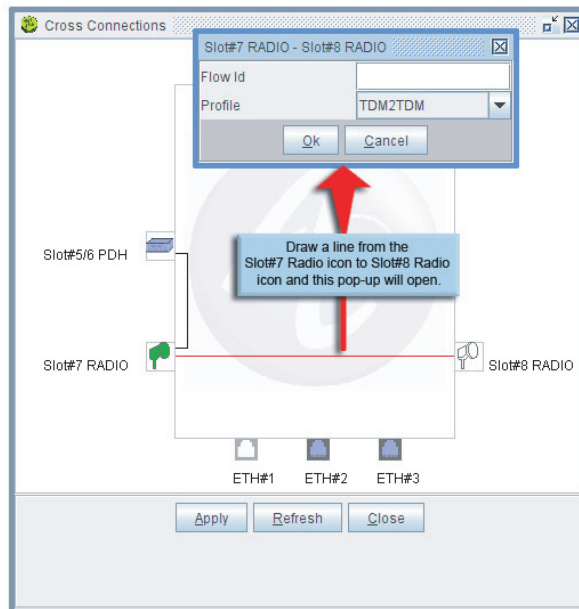 Cross Connections
Slot#7 RADIO - Slot#8 RADIO
Flow Id
Profile
TDM2TDM
Ok
Cancel
Draw a line from the
Slot#7 Radio icon to Slot#8 Radio
icon and this pop-up will open.
Slot#5/6 PDH
Slot#7 RADIO
Slot#8 RADIO
ETH#1
ETH#2
ETH#3
Apply
Refresh
Close